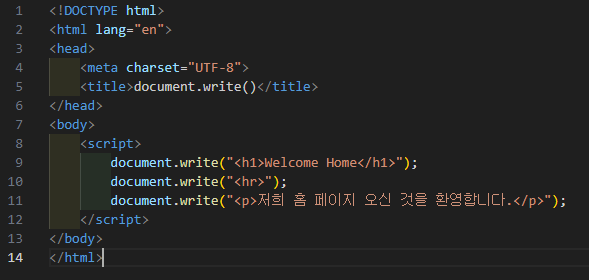 1 <!DOCTYPE html>
2 <html lang="en">
3 <head>
4     <meta charset="UTF-8">
5     <title>document.write()</title>
6 </head>
7 <body>
8     <script>
9         document.write("<h1>Welcome Home</h1>");
10         document.write("<hr>");
11         document.write("<p>저희 홈 페이지 오신 것을 환영합니다.</p>");
12     </script>
13 </body>
14 </html>